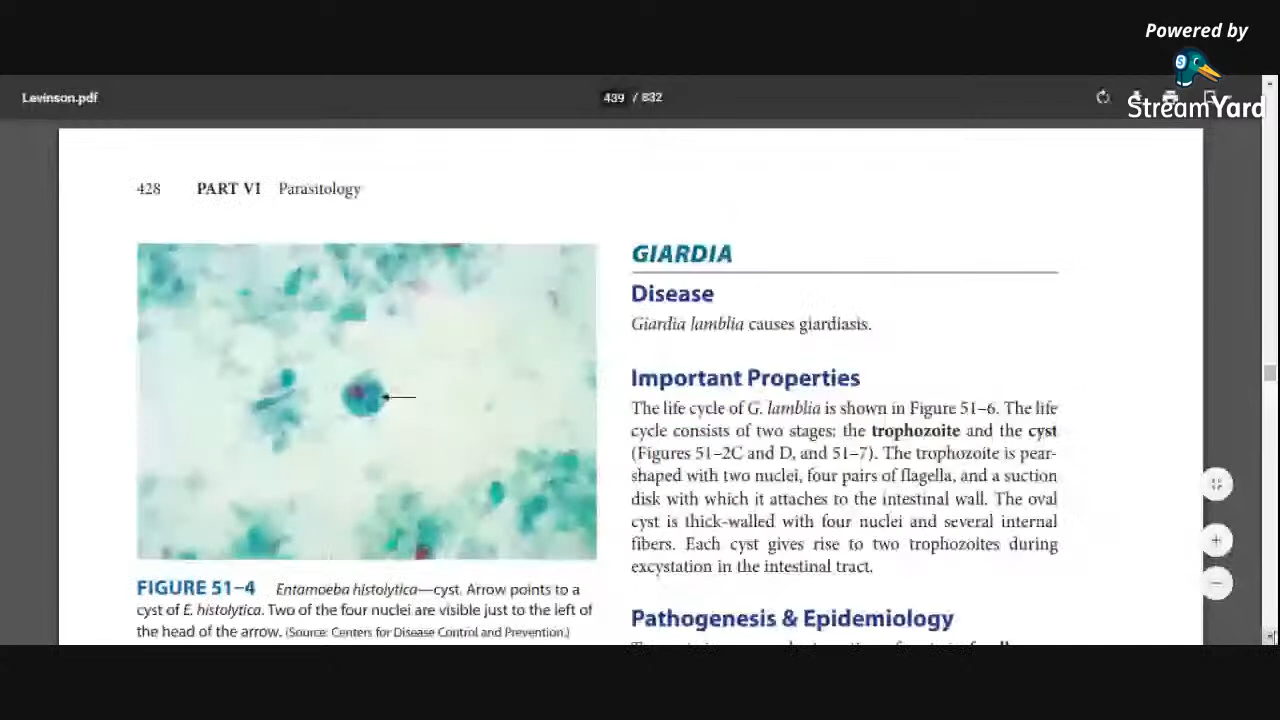 Powered by
StreamYard
Levinson.pdf
439 / 832
428 PART VI Parasitology
FIGURE 51–4 Entamoeba histolytica—cyst. Arrow points to a
cyst of E. histolytica. Two of the four nuclei are visible just to the left of
the head of the arrow. (Source: Centers for Disease Control and Prevention.)
GIARDIA
Disease
Giardia lamblia causes giardiasis.
Important Properties
The life cycle of G. lamblia is shown in Figure 51–6. The life
cycle consists of two stages: the trophozoite and the cyst
(Figures 51–2C and D, and 51–7). The trophozoite is pear-
shaped with two nuclei, four pairs of flagella, and a suction
disk with which it attaches to the intestinal wall. The oval
cyst is thick-walled with four nuclei and several internal
fibers. Each cyst gives rise to two trophozoites during
excystation in the intestinal tract.
Pathogenesis & Epidemiology